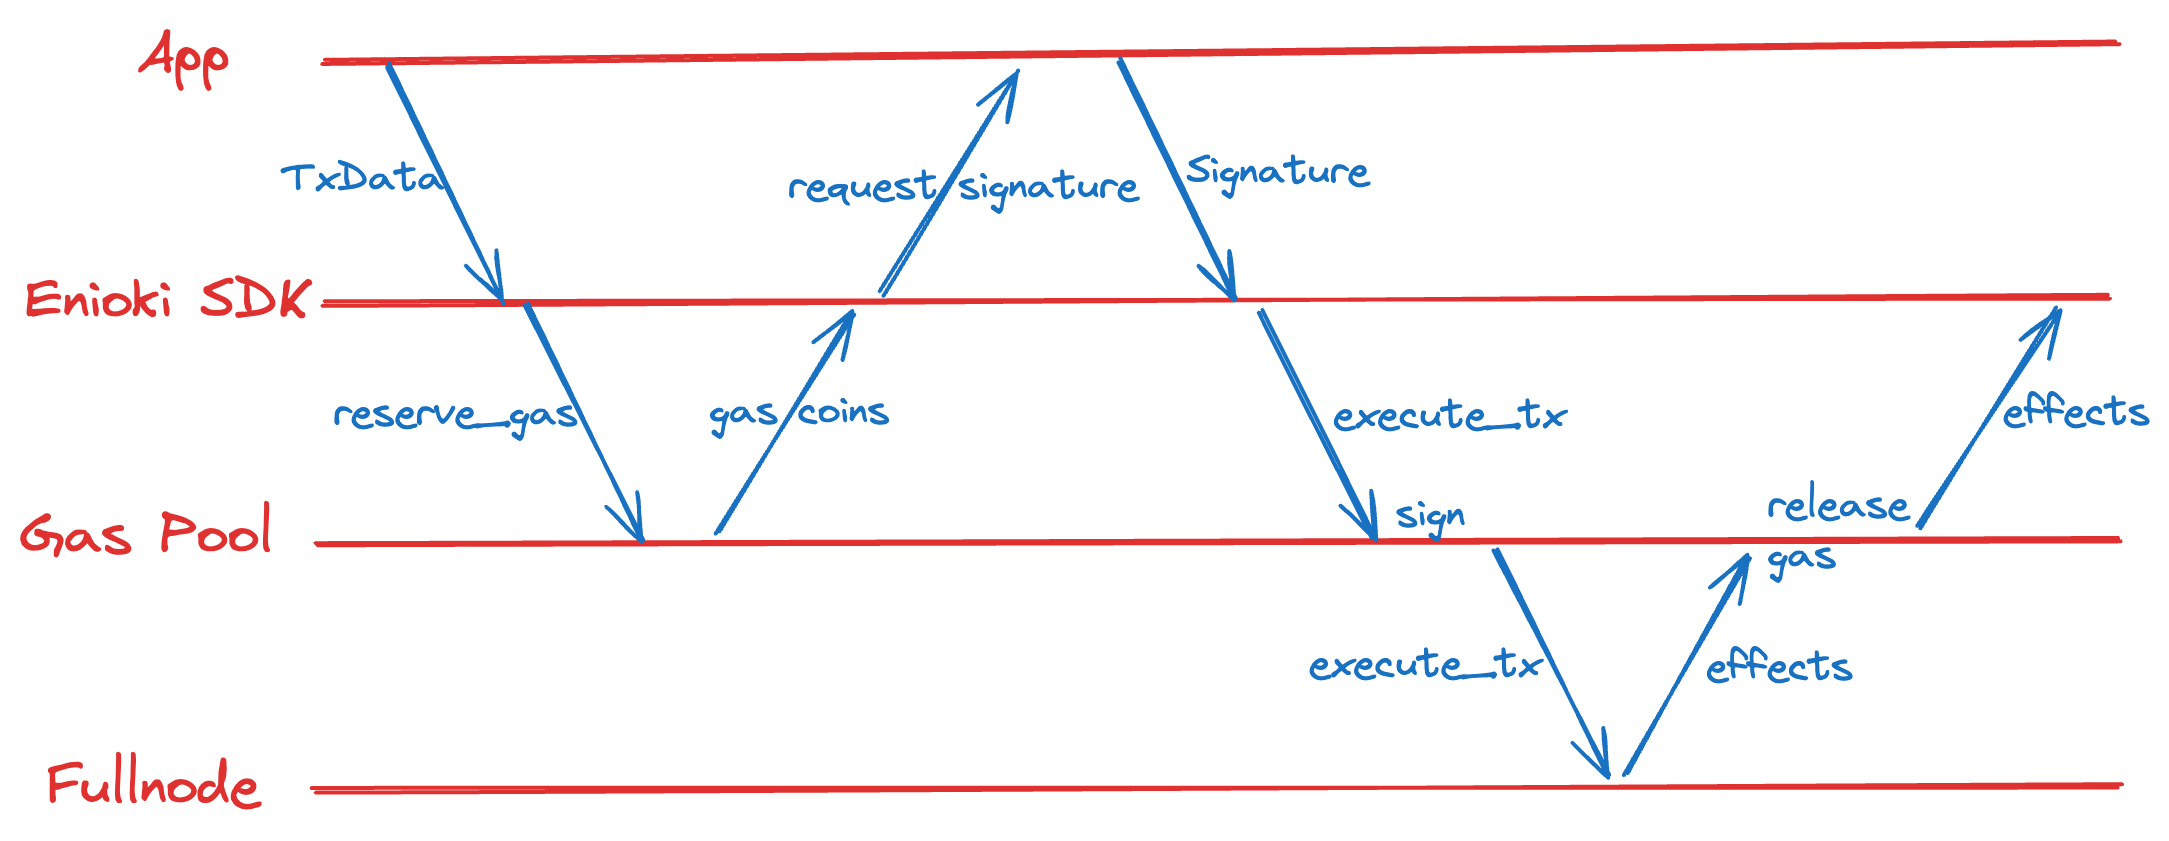 App
TxData
request signature
Signature
Enioki SDK
reserve_gas
gas coins
execute_tx
effects
Gas Pool
sign
release
gas
execute_tx
effects
Fullnode